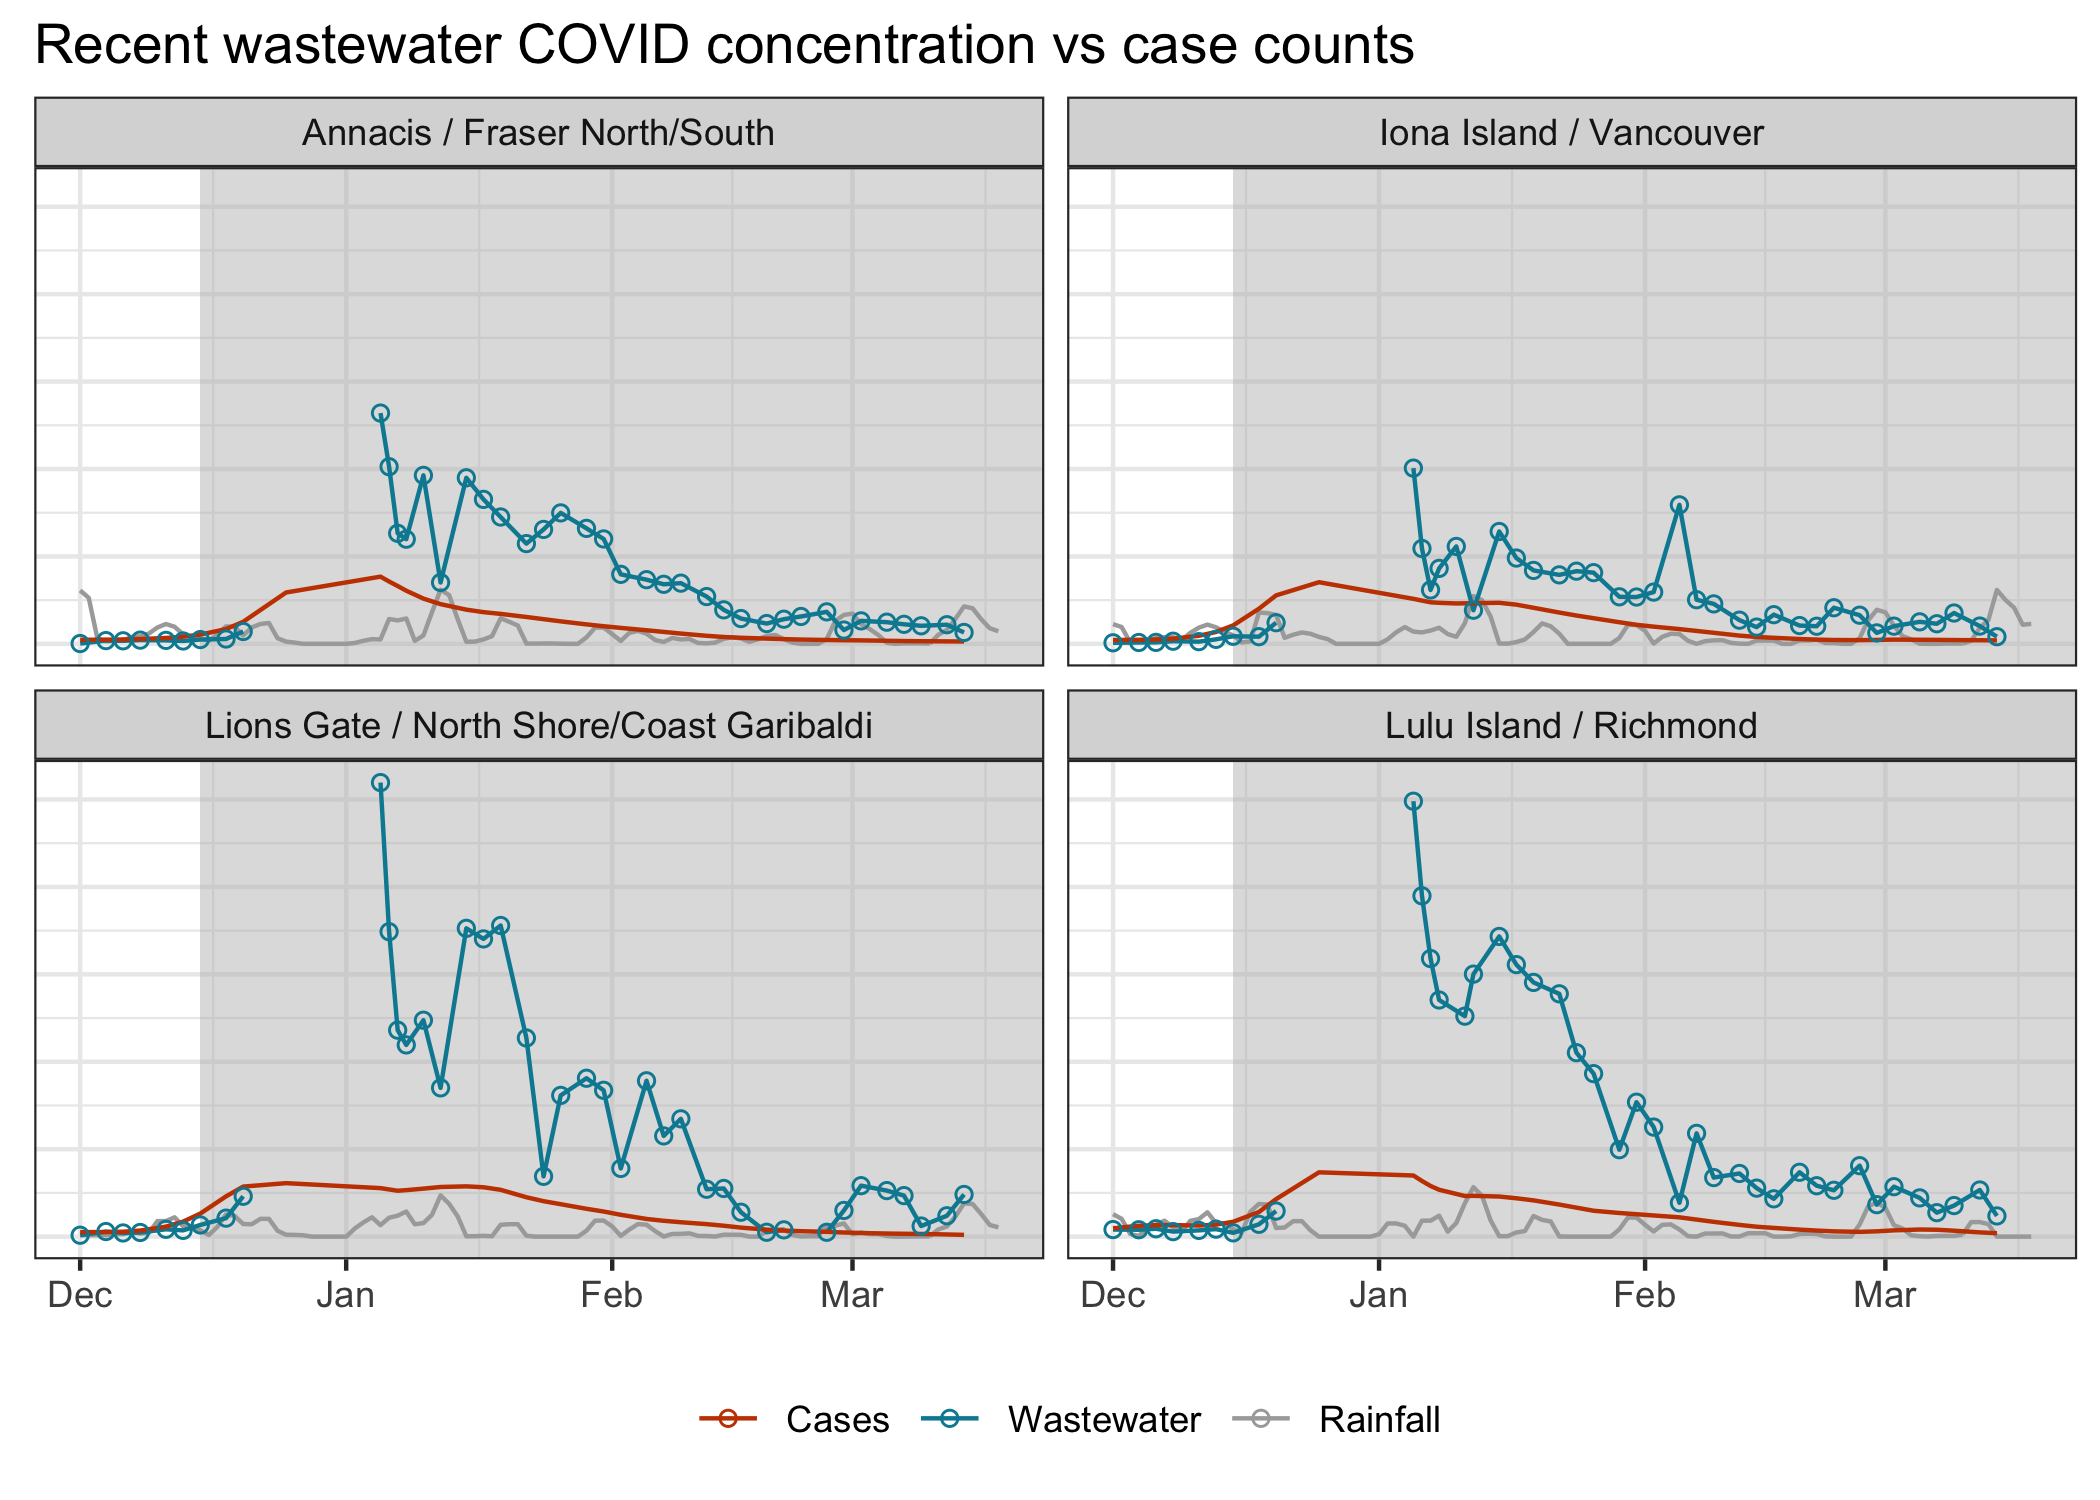 Recent wastewater COVID concentration vs case counts
Annacis / Fraser North/South
Iona Island / Vancouver
Lions Gate / North Shore/Coast Garibaldi
Lulu Island / Richmond
Dec Jan Feb Mar
Dec Jan Feb Mar
Cases Wastewater Rainfall